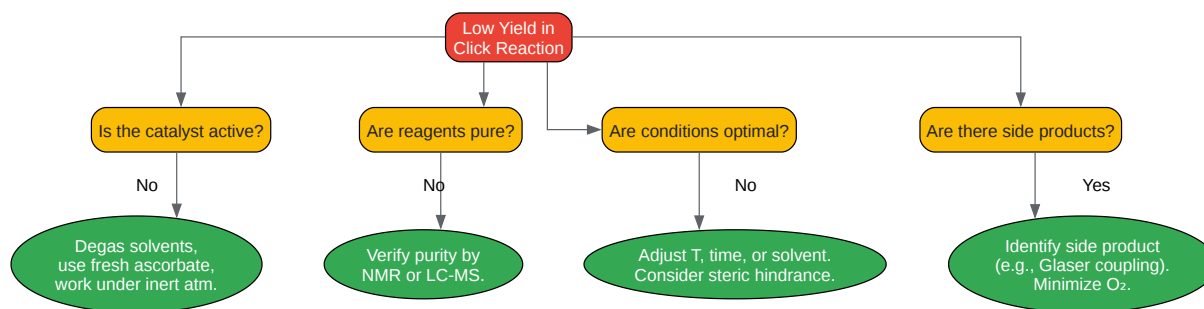 Low Yield in
Click Reaction
Is the catalyst active?
Are reagents pure?
Are conditions optimal?
Are there side products?
No
No
No
Yes
Degas solvents,
use fresh ascorbate,
work under inert atm.
Verify purity by
NMR or LC-MS.
Adjust T, time, or solvent.
Consider steric hindrance.
Identify side product
(e.g., Glaser coupling).
Minimize O₂.